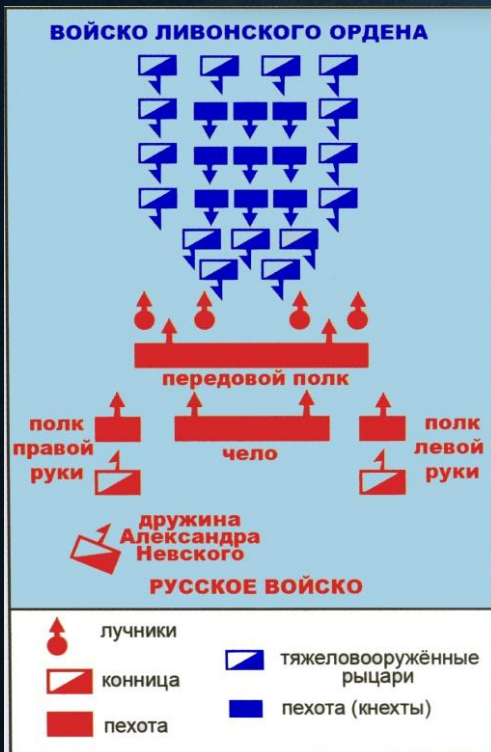 ВОЙСКО ЛИВОНСКОГО ОРДЕНА
передовой полк
полк
правой
руки
чело
полк
левой
руки
дружина
Александра
Невского
РУССКОЕ ВОЙСКО
лучники
конница
пехота
тяжеловооружённые
рыцари
пехота (кнехты)